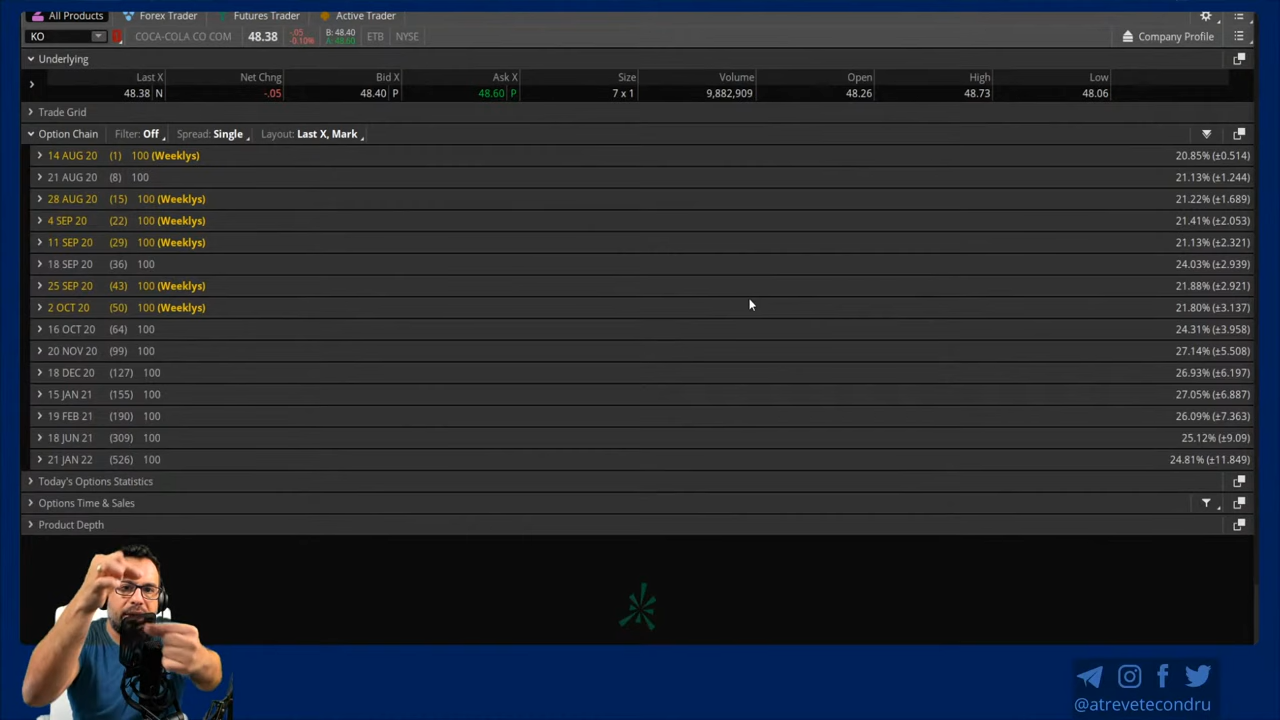 All Products Forex Trader Futures Trader Active Trader
KO COCA-COLA CO COM 48.38 -.05 -0.10% B: 48.40 A: 48.60 ETB NYSE Company Profile
Underlying
Last X Net Chng Bid X Ask X Size Volume Open High Low
48.38 N -.05 48.40 P 48.60 P 7 x 1 9,882,909 48.26 48.73 48.06
Trade Grid
Option Chain Filter: Off Spread: Single Layout: Last X, Mark
14 AUG 20 (1) 100 (Weeklys) 20.85% (±0.514)
21 AUG 20 (8) 100 21.13% (±1.244)
28 AUG 20 (15) 100 (Weeklys) 21.22% (±1.689)
4 SEP 20 (22) 100 (Weeklys) 21.41% (±2.053)
11 SEP 20 (29) 100 (Weeklys) 21.13% (±2.321)
18 SEP 20 (36) 100 24.03% (±2.939)
25 SEP 20 (43) 100 (Weeklys) 21.88% (±2.921)
2 OCT 20 (50) 100 (Weeklys) 21.80% (±3.137)
16 OCT 20 (64) 100 24.31% (±3.958)
20 NOV 20 (99) 100 27.14% (±5.508)
18 DEC 20 (127) 100 26.93% (±6.197)
15 JAN 21 (155) 100 27.05% (±6.887)
19 FEB 21 (190) 100 26.09% (±7.363)
18 JUN 21 (309) 100 25.12% (±9.09)
21 JAN 22 (526) 100 24.81% (±11.849)
Today's Options Statistics
Options Time & Sales
Product Depth
@atrevetecondru